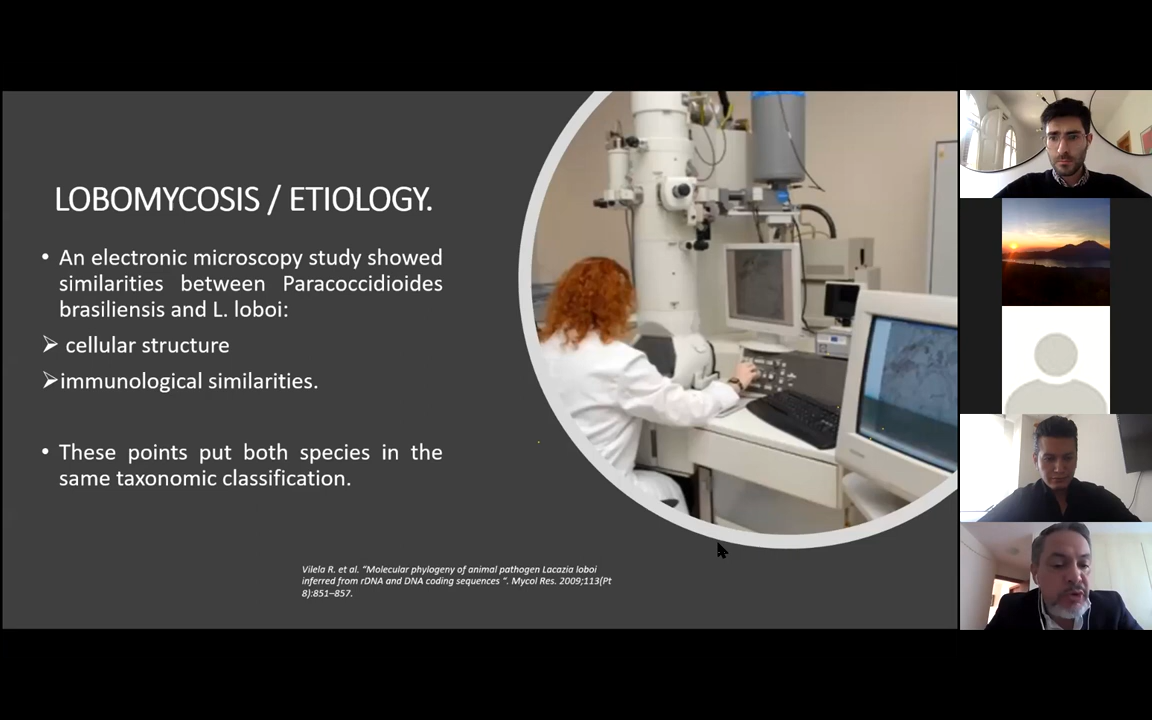 LOBOMYCOSIS / ETIOLOGY.
• An electronic microscopy study showed
similarities between Paracoccidioides
brasiliensis and L. loboi:
➢ cellular structure
➢immunological similarities.
• These points put both species in the
same taxonomic classification.
Vilela R. et al. “Molecular phylogeny of animal pathogen Lacazia loboi
inferred from rDNA and DNA coding sequences “. Mycol Res. 2009;113(Pt
8):851–857.